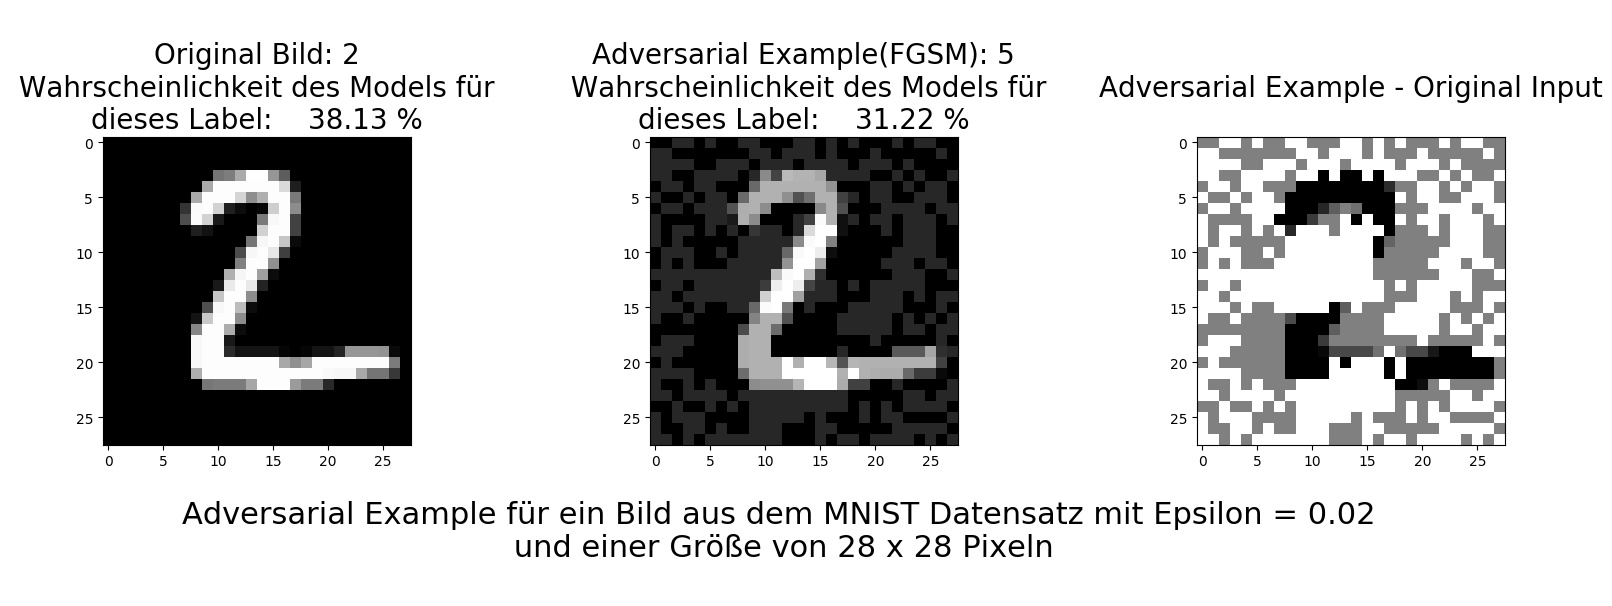 Original Bild: 2
Wahrscheinlichkeit des Models für
dieses Label: 38.13 %
0
5
10
15
20
25
0 5 10 15 20 25
Adversarial Example(FGSM): 5
Wahrscheinlichkeit des Models für
dieses Label: 31.22 %
0
5
10
15
20
25
0 5 10 15 20 25
Adversarial Example - Original Input
0
5
10
15
20
25
0 5 10 15 20 25
Adversarial Example für ein Bild aus dem MNIST Datensatz mit Epsilon = 0.02
und einer Größe von 28 x 28 Pixeln